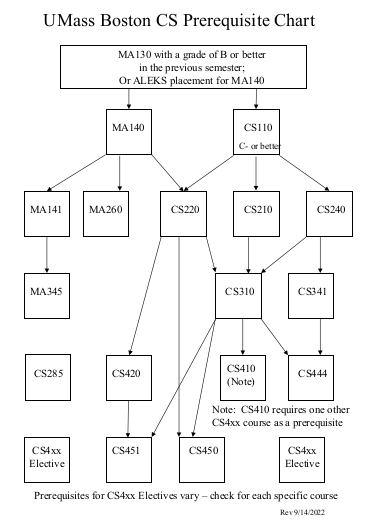 UMass Boston CS Prerequisite Chart
MA130 with a grade of B or better
in the previous semester;
Or ALEKS placement for MA140
MA140
CS110
C- or better
MA141
MA260
CS220
CS210
CS240
MA345
CS310
CS341
CS285
CS420
CS410
(Note)
CS444
Note: CS410 requires one other
CS4xx course as a prerequisite
CS4xx
Elective
CS451
CS450
CS4xx
Elective
Prerequisites for CS4xx Electives vary – check for each specific course
Rev 9/14/2022